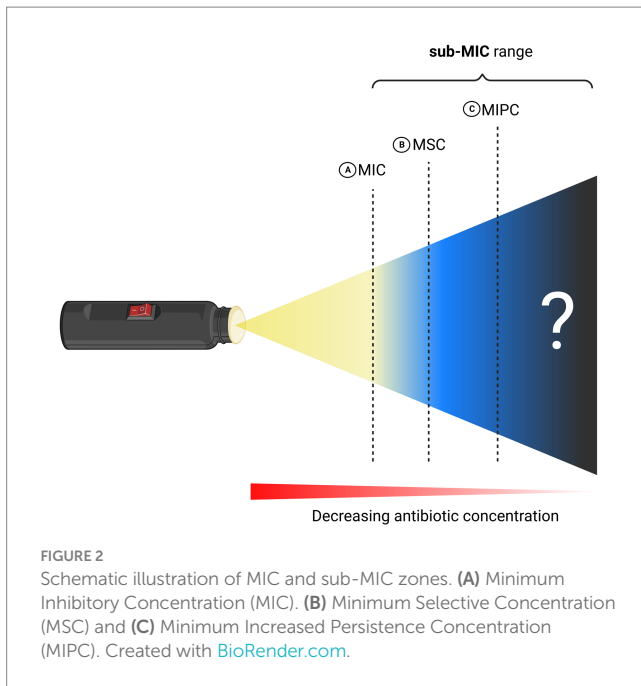 sub-MIC range
C MIPC
B MSC
A MIC
?
Decreasing antibiotic concentration
FIGURE 2
Schematic illustration of MIC and sub-MIC zones. (A) Minimum
Inhibitory Concentration (MIC). (B) Minimum Selective Concentration
(MSC) and (C) Minimum Increased Persistence Concentration
(MIPC). Created with BioRender.com.